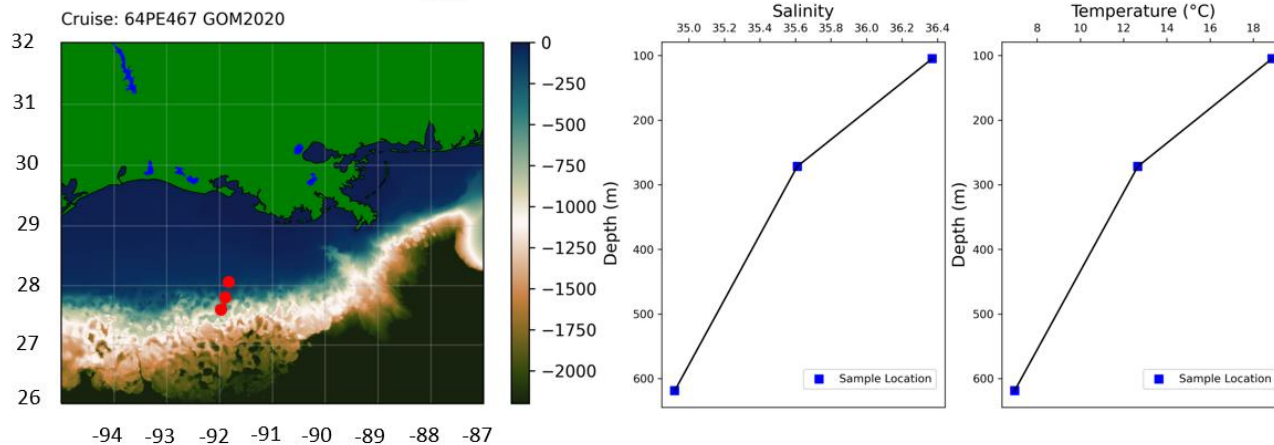 Cruise: 64PE467 GOM2020
32
31
30
29
28
27
26
-94 -93 -92 -91 -90 -89 -88 -87
0
-250
-500
-750
-1000
-1250
-1500
-1750
-2000
Salinity
35.0 35.2 35.4 35.6 35.8 36.0 36.2 36.4
Depth (m)
100
200
300
400
500
600
Sample Location
Temperature (°C)
8 10 12 14 16 18
Depth (m)
100
200
300
400
500
600
Sample Location